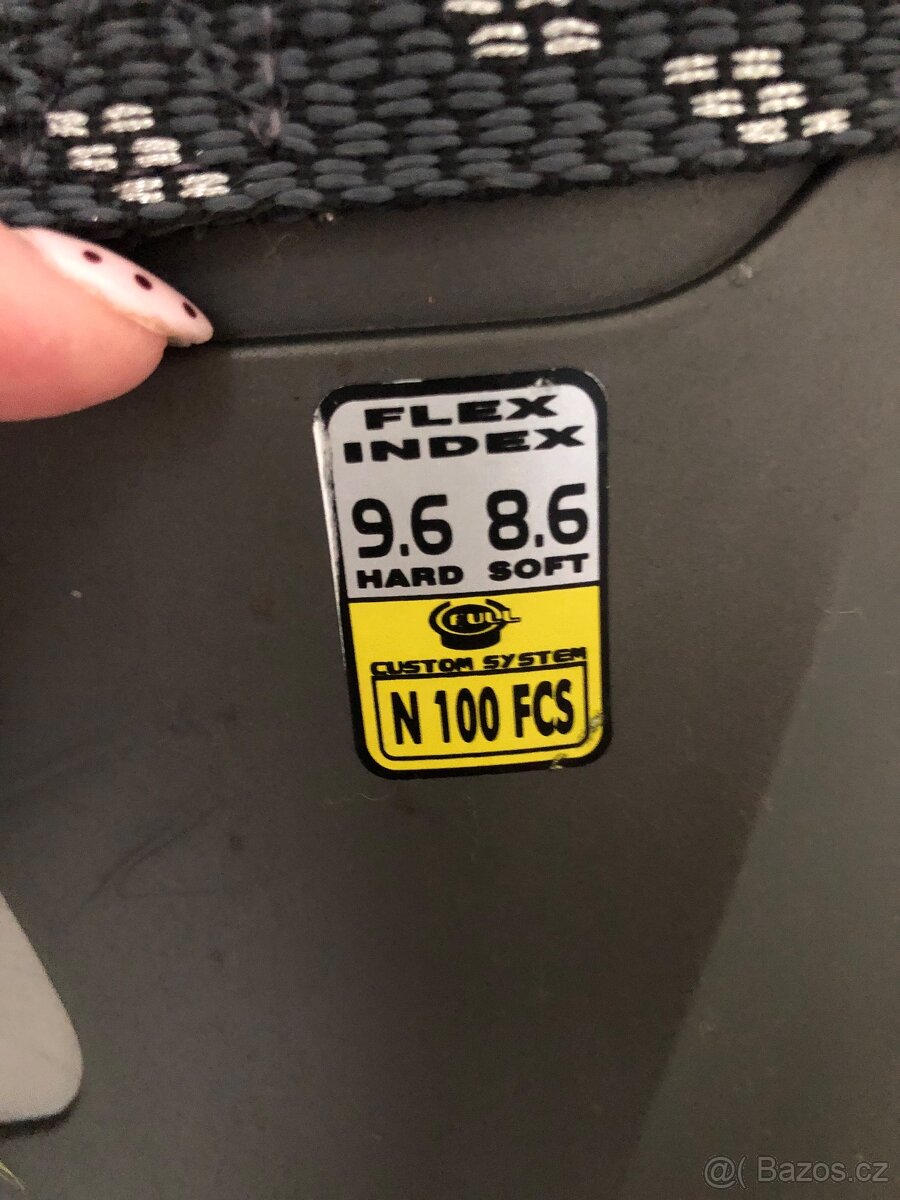 FLEX
INDEX
9.6 8.6
HARD SOFT
FULL
CUSTOM SYSTEM
N 100 FCS
@( Bazos.cz